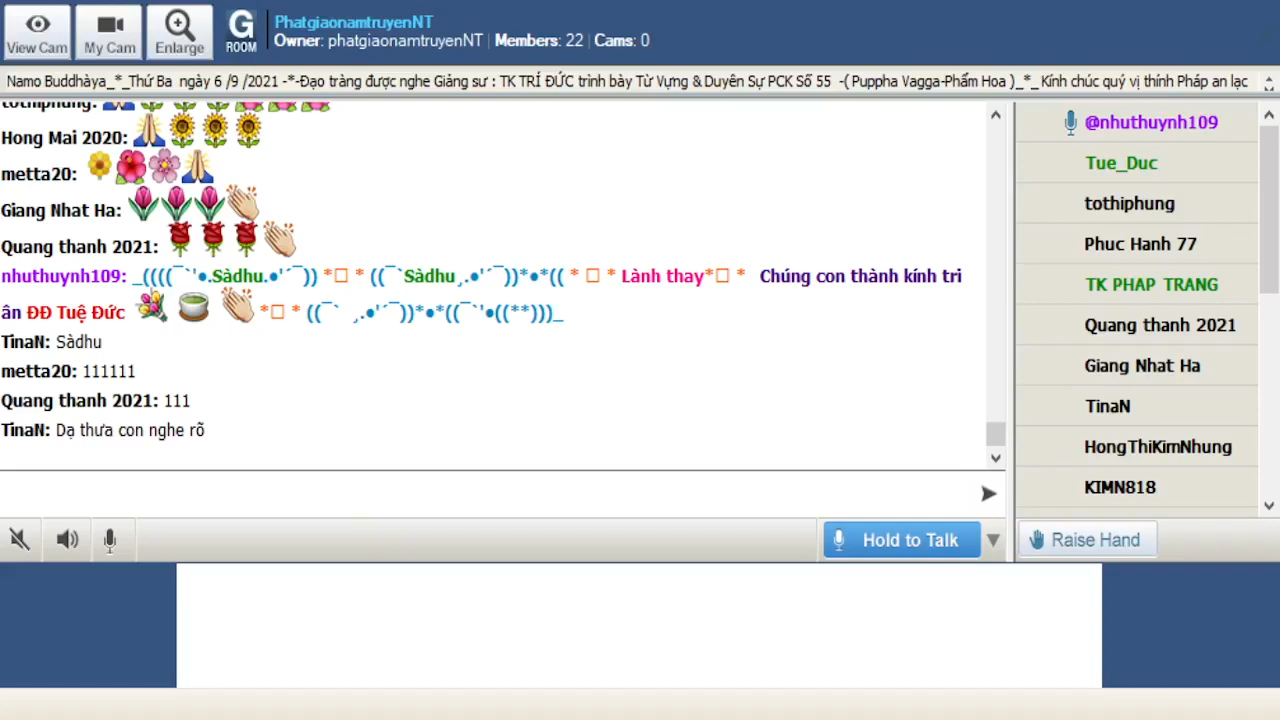 PhatgiaonamtruyenNT
View Cam My Cam Enlarge G ROOM Owner: phatgiaonamtruyenNT | Members: 22 | Cams: 0
Namo Buddhàya_*_Thứ Ba ngày 6 /9 /2021 -*-Đạo tràng được nghe Giảng sư : TK TRÍ ĐỨC trình bày Từ Vựng & Duyên Sự PCK Số 55 -( Puppha Vagga-Phẩm Hoa )_*_ Kính chúc quý vị thính Pháp an lạc
tothiphung: 🙏🌻🌻🌻🌺🌺🌺
Hong Mai 2020: 🙏🌻🌻🌻
metta20: 🌼🌺🌸🙏
Giang Nhat Ha: 🌷🌷🌷👏
Quang thanh 2021: 🌹🌹🌹👏
nhuthuynh109: _((((¯`'•.Sàdhu.•'´¯)) *□ * ((¯`Sàdhu¸.•'´¯))*•*(( * □ * Lành thay*□ * Chúng con thành kính tri
ân ĐĐ Tuệ Đức 💐🍵👏 *□ * ((¯` ¸.•'´¯))*•*((¯`'•((**)))_
TinaN: Sàdhu
metta20: 111111
Quang thanh 2021: 111
TinaN: Dạ thưa con nghe rõ
@nhuthuynh109
Tue_Duc
tothiphung
Phuc Hanh 77
TK PHAP TRANG
Quang thanh 2021
Giang Nhat Ha
TinaN
HongThiKimNhung
KIMN818
Hold to Talk
Raise Hand